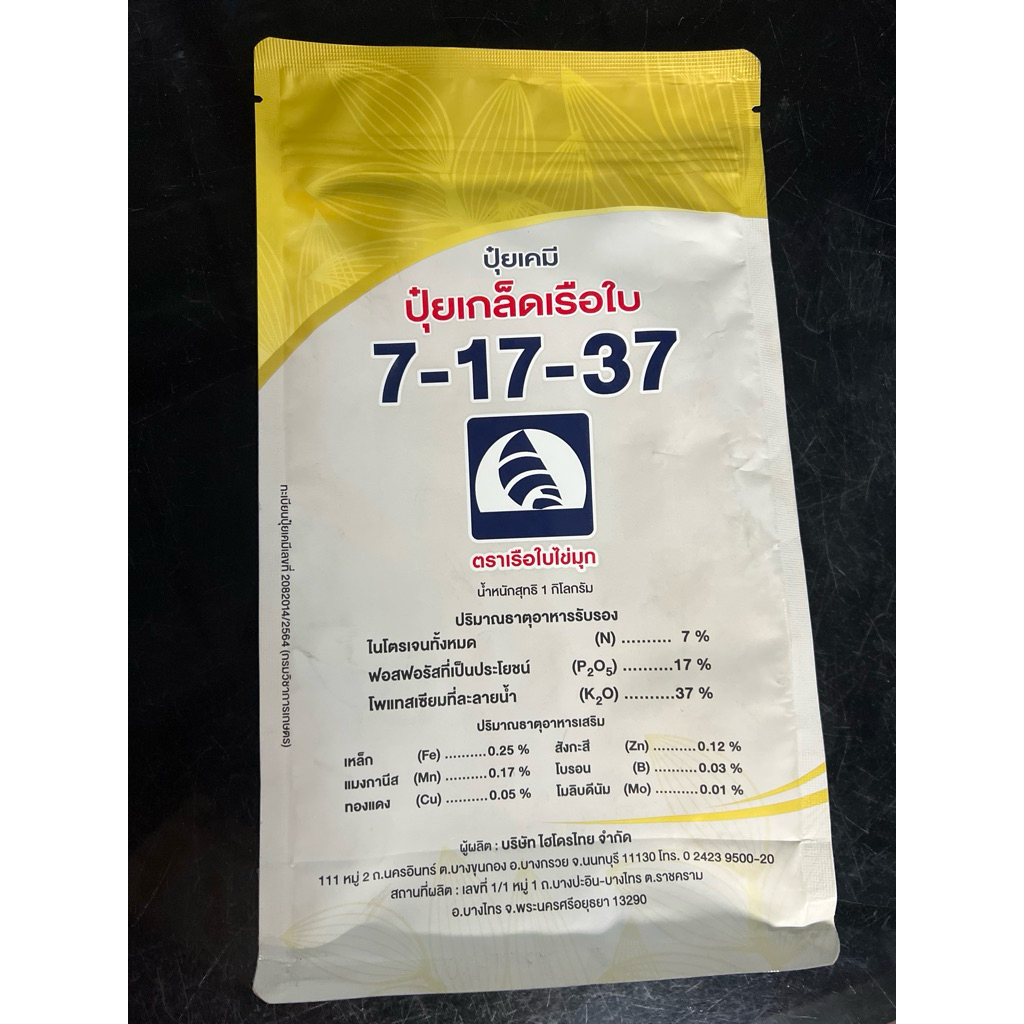 ปุ๋ยเคมี
ปุ๋ยเกล็ดเรือใบ
7-17-37
ตราเรือใบไข่มุก
น้ำหนักสุทธิ 1 กิโลกรัม
ปริมาณธาตุอาหารรับรอง
ไนโตรเจนทั้งหมด (N) .......... 7 %
ฟอสฟอรัสที่เป็นประโยชน์ (P₂O₅) ..........17 %
โพแทสเซียมที่ละลายน้ำ (K₂O) ..........37 %
ปริมาณธาตุอาหารเสริม
เหล็ก (Fe) ..........0.25 % สังกะสี (Zn) ..........0.12 %
แมงกานีส (Mn) ..........0.17 % โบรอน (B) ..........0.03 %
ทองแดง (Cu) ..........0.05 % โมลิบดีนัม (Mo) ..........0.01 %
ผู้ผลิต : บริษัท ไฮโดรไทย จำกัด
111 หมู่ 2 ถ.นครอินทร์ ต.บางขุนกอง อ.บางกรวย จ.นนทบุรี 11130 โทร. 0 2423 9500-20
สถานที่ผลิต : เลขที่ 1/1 หมู่ 1 ถ.บางปะอิน-บางไทร ต.ราชคราม
อ.บางไทร จ.พระนครศรีอยุธยา 13290
ทะเบียนปุ๋ยเคมีเลขที่ 2082014/2564 (กรมวิชาการเกษตร)